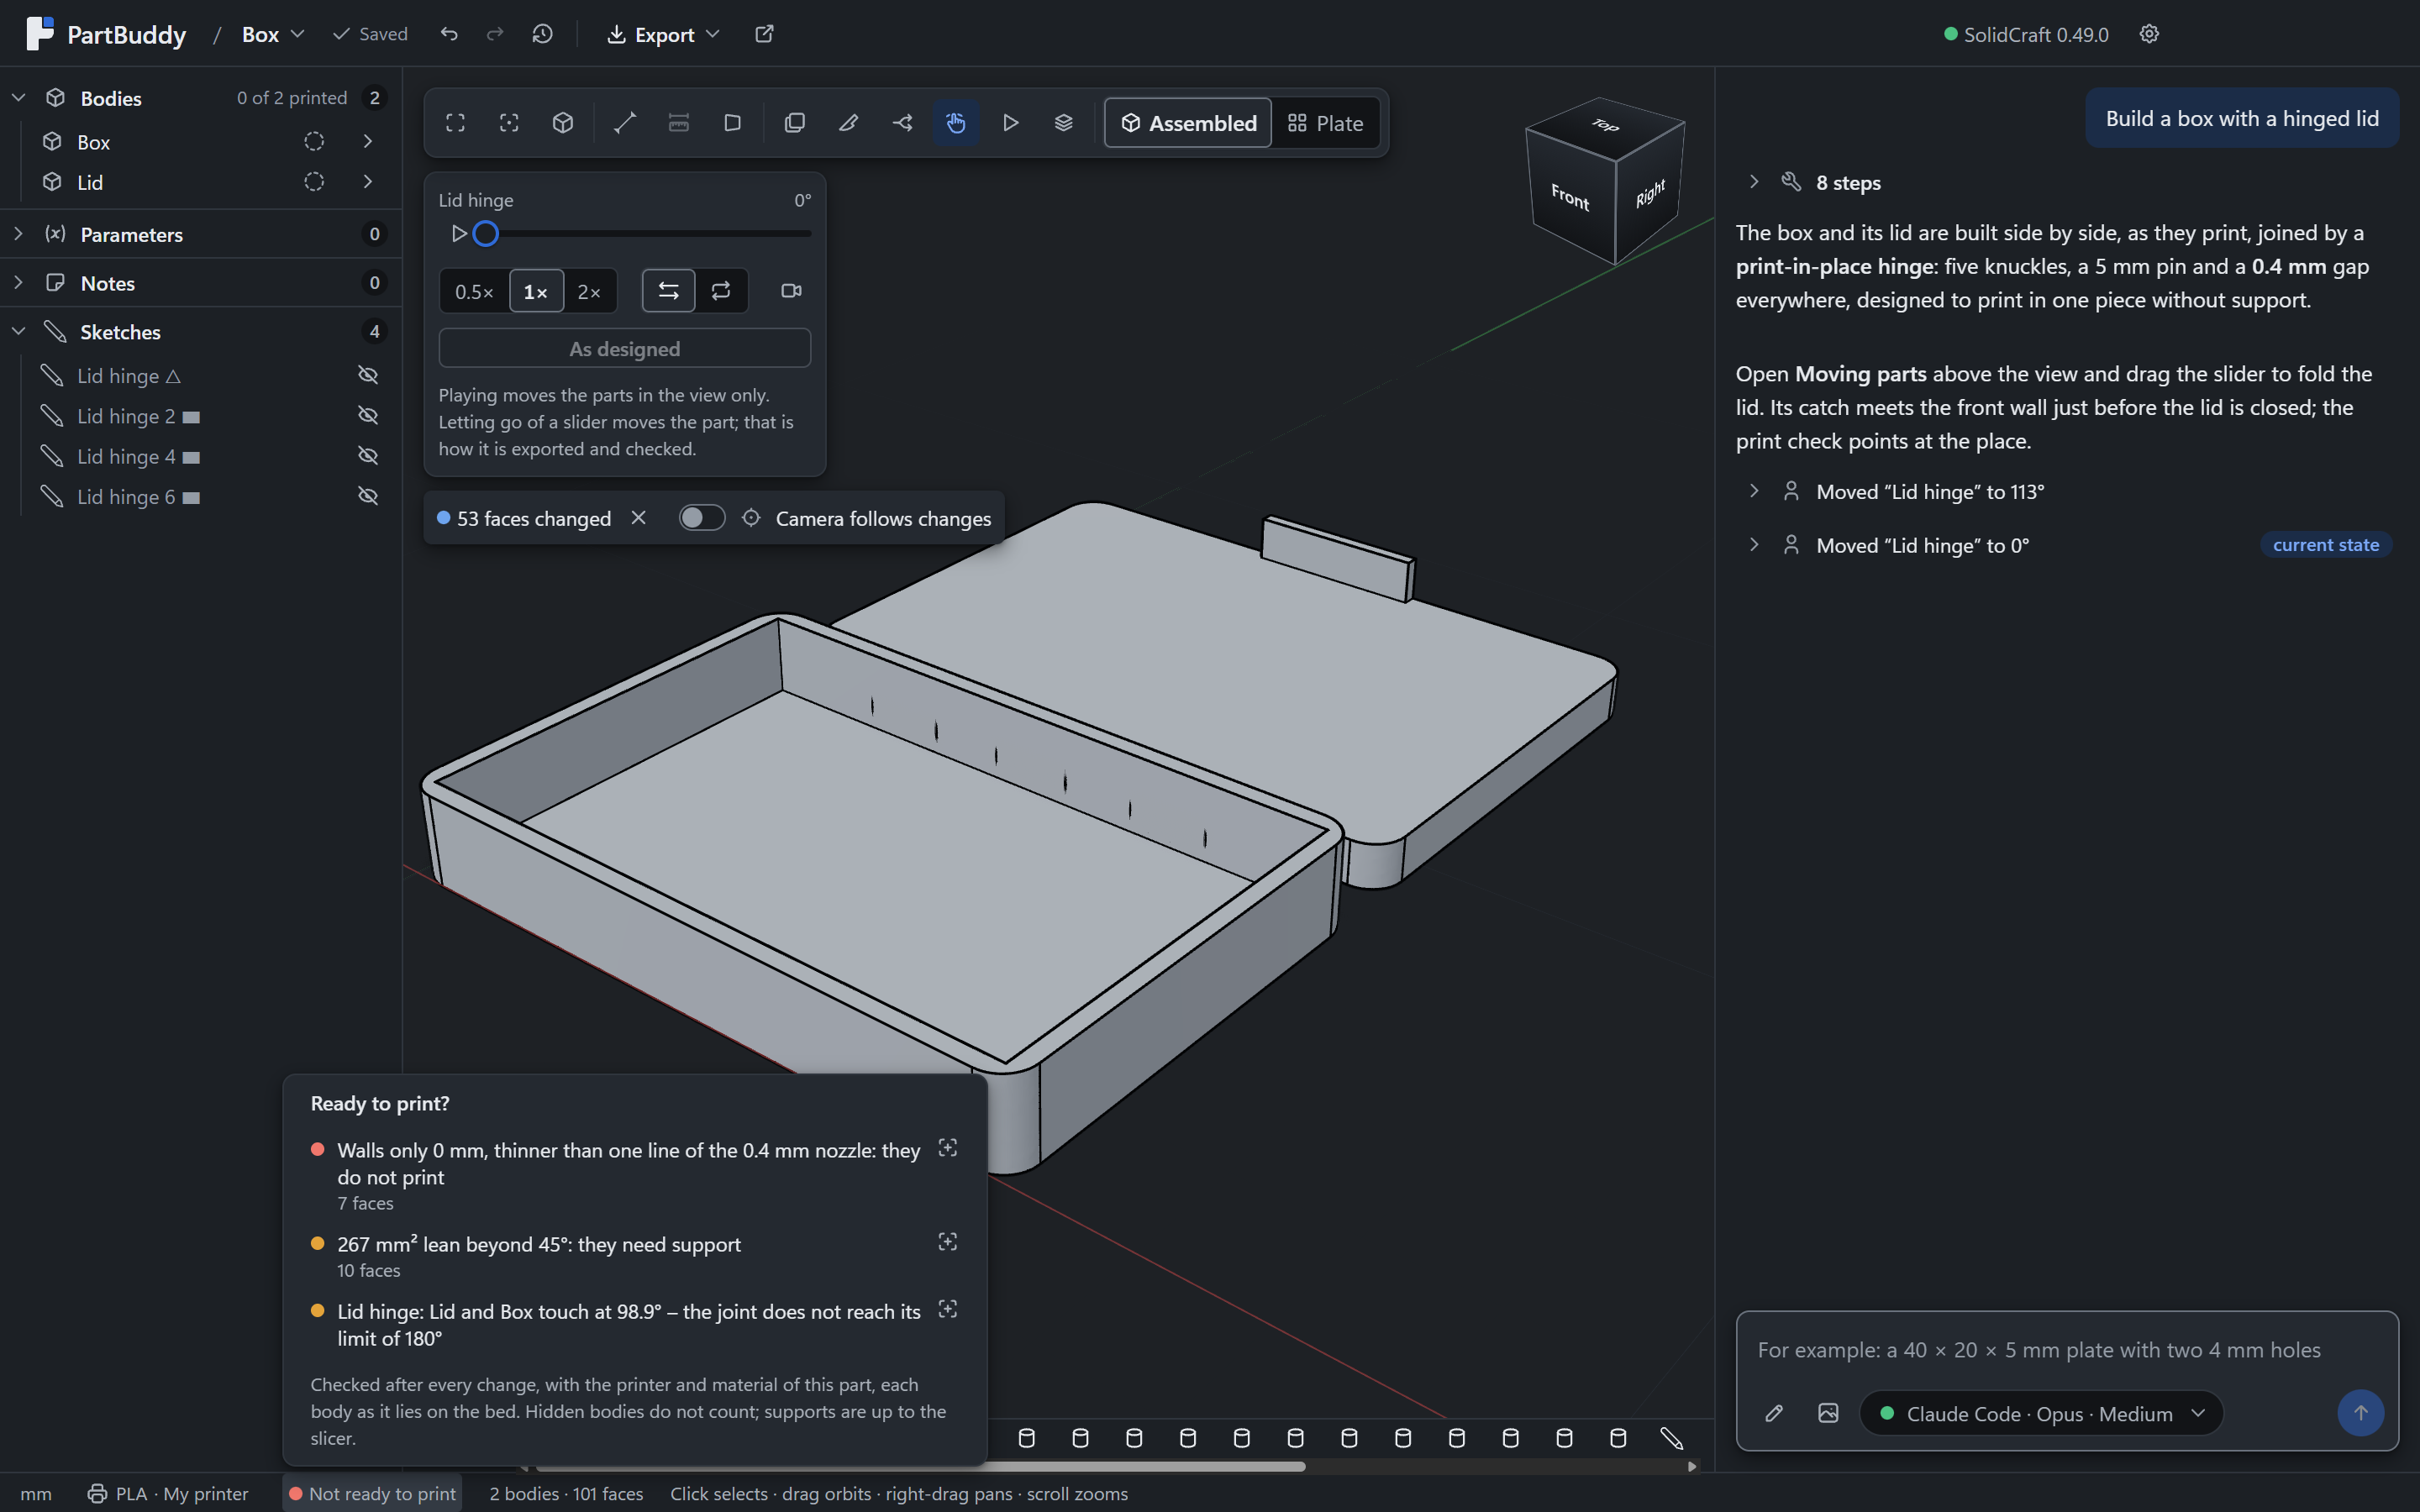 PartBuddy / Box Saved Export SolidCraft 0.49.0
Bodies 0 of 2 printed 2
Box
Lid
Parameters 0
Notes 0
Sketches 4
Lid hinge
Lid hinge 2
Lid hinge 4
Lid hinge 6
Assembled Plate
Lid hinge 0°
0.5× 1× 2×
As designed
Playing moves the parts in the view only.
Letting go of a slider moves the part; that is
how it is exported and checked.
53 faces changed Camera follows changes
Top
Front Right
Ready to print?
Walls only 0 mm, thinner than one line of the 0.4 mm nozzle: they
do not print
7 faces
267 mm² lean beyond 45°: they need support
10 faces
Lid hinge: Lid and Box touch at 98.9° – the joint does not reach its
limit of 180°
Checked after every change, with the printer and material of this part, each
body as it lies on the bed. Hidden bodies do not count; supports are up to the
slicer.
Build a box with a hinged lid
8 steps
The box and its lid are built side by side, as they print, joined by a
print-in-place hinge: five knuckles, a 5 mm pin and a 0.4 mm gap
everywhere, designed to print in one piece without support.
Open Moving parts above the view and drag the slider to fold the
lid. Its catch meets the front wall just before the lid is closed; the
print check points at the place.
Moved “Lid hinge” to 113°
Moved “Lid hinge” to 0° current state
For example: a 40 × 20 × 5 mm plate with two 4 mm holes
Claude Code · Opus · Medium
mm PLA · My printer Not ready to print 2 bodies · 101 faces Click selects · drag orbits · right-drag pans · scroll zooms